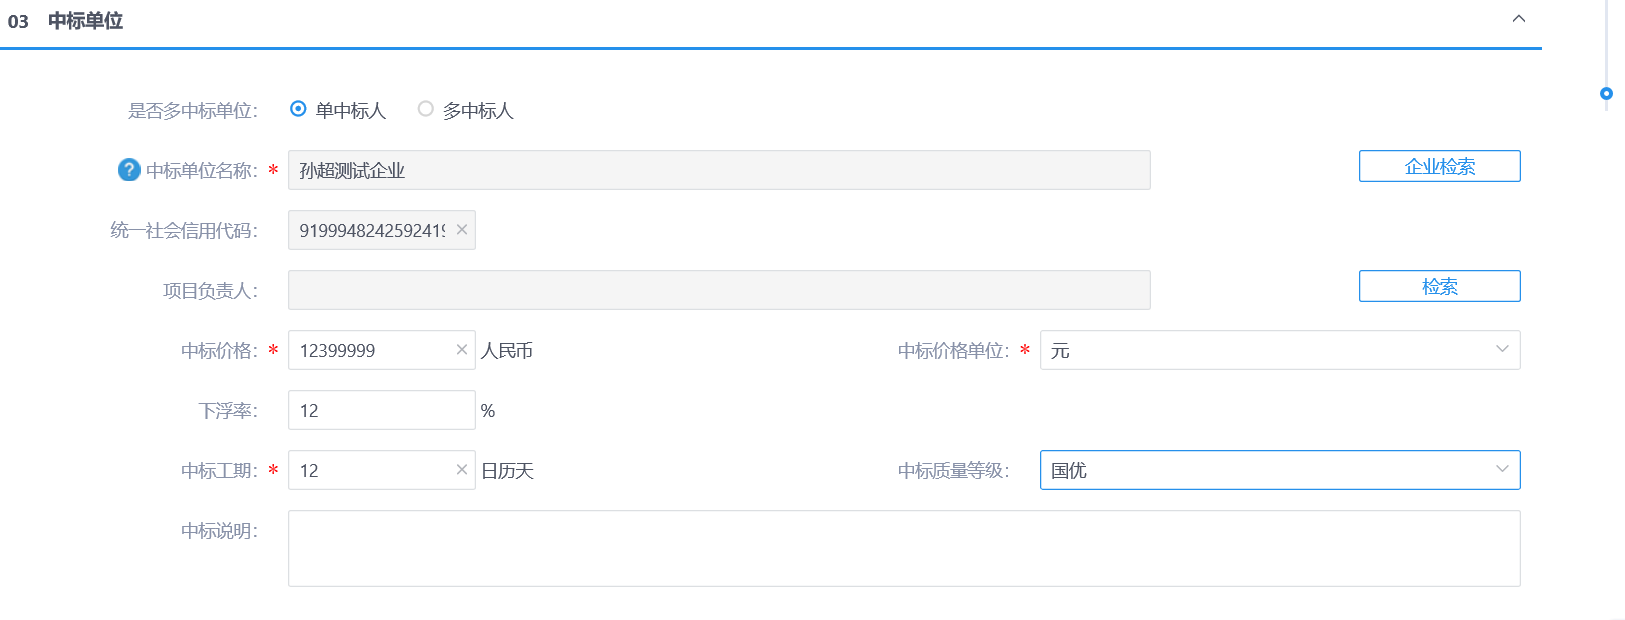 03 中标单位
是否多中标单位： 单中标人 多中标人
? 中标单位名称：* 孙超测试企业 企业检索
统一社会信用代码： 919994824259241
项目负责人： 检索
中标价格：* 12399999 人民币 中标价格单位：* 元
下浮率： 12 %
中标工期：* 12 日历天 中标质量等级： 国优
中标说明：